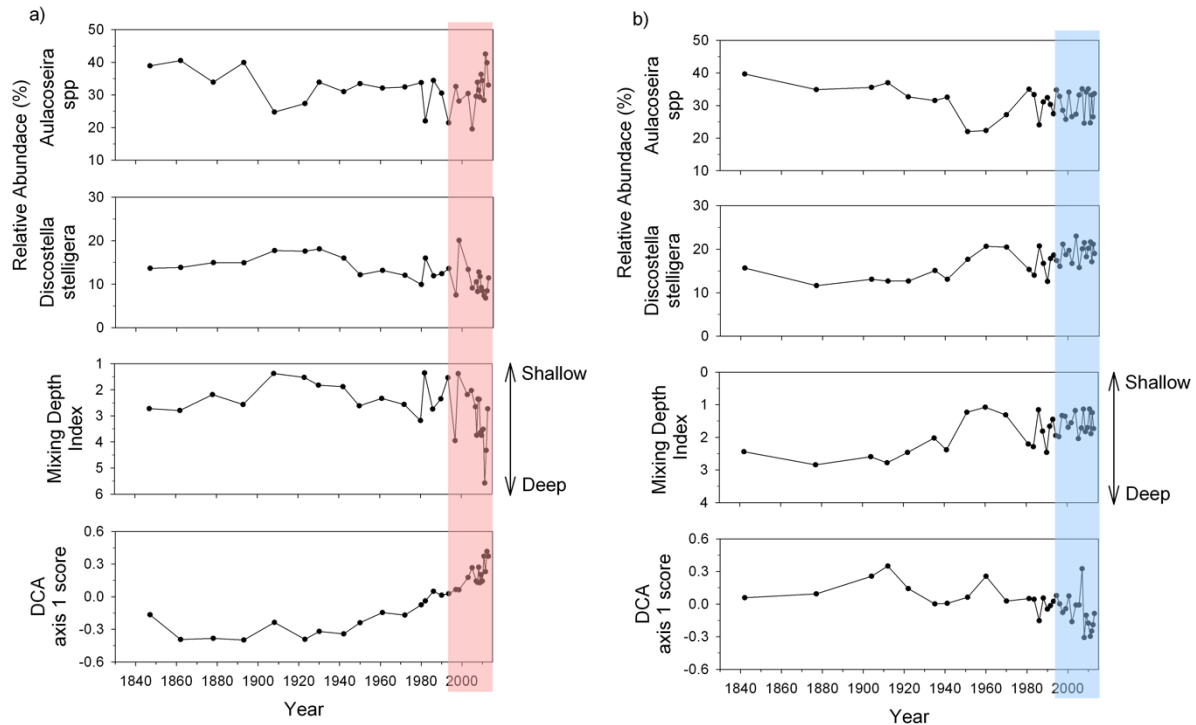 a)
Relative Abundace (%)
Aulacoseira
spp
50
40
30
20
10
Discostella
stelligera
30
20
10
0
Mixing Depth
Index
1
2
3
4
5
6
Shallow
Deep
DCA
axis 1 score
0.6
0.3
0.0
-0.3
-0.6
1840 1860 1880 1900 1920 1940 1960 1980 2000
Year
b)
Relative Abundace (%)
Aulacoseira
spp
50
40
30
20
10
Discostella
stelligera
30
20
10
0
Mixing Depth
Index
0
1
2
3
4
Shallow
Deep
DCA
axis 1 score
0.6
0.3
0.0
-0.3
-0.6
1840 1860 1880 1900 1920 1940 1960 1980 2000
Year